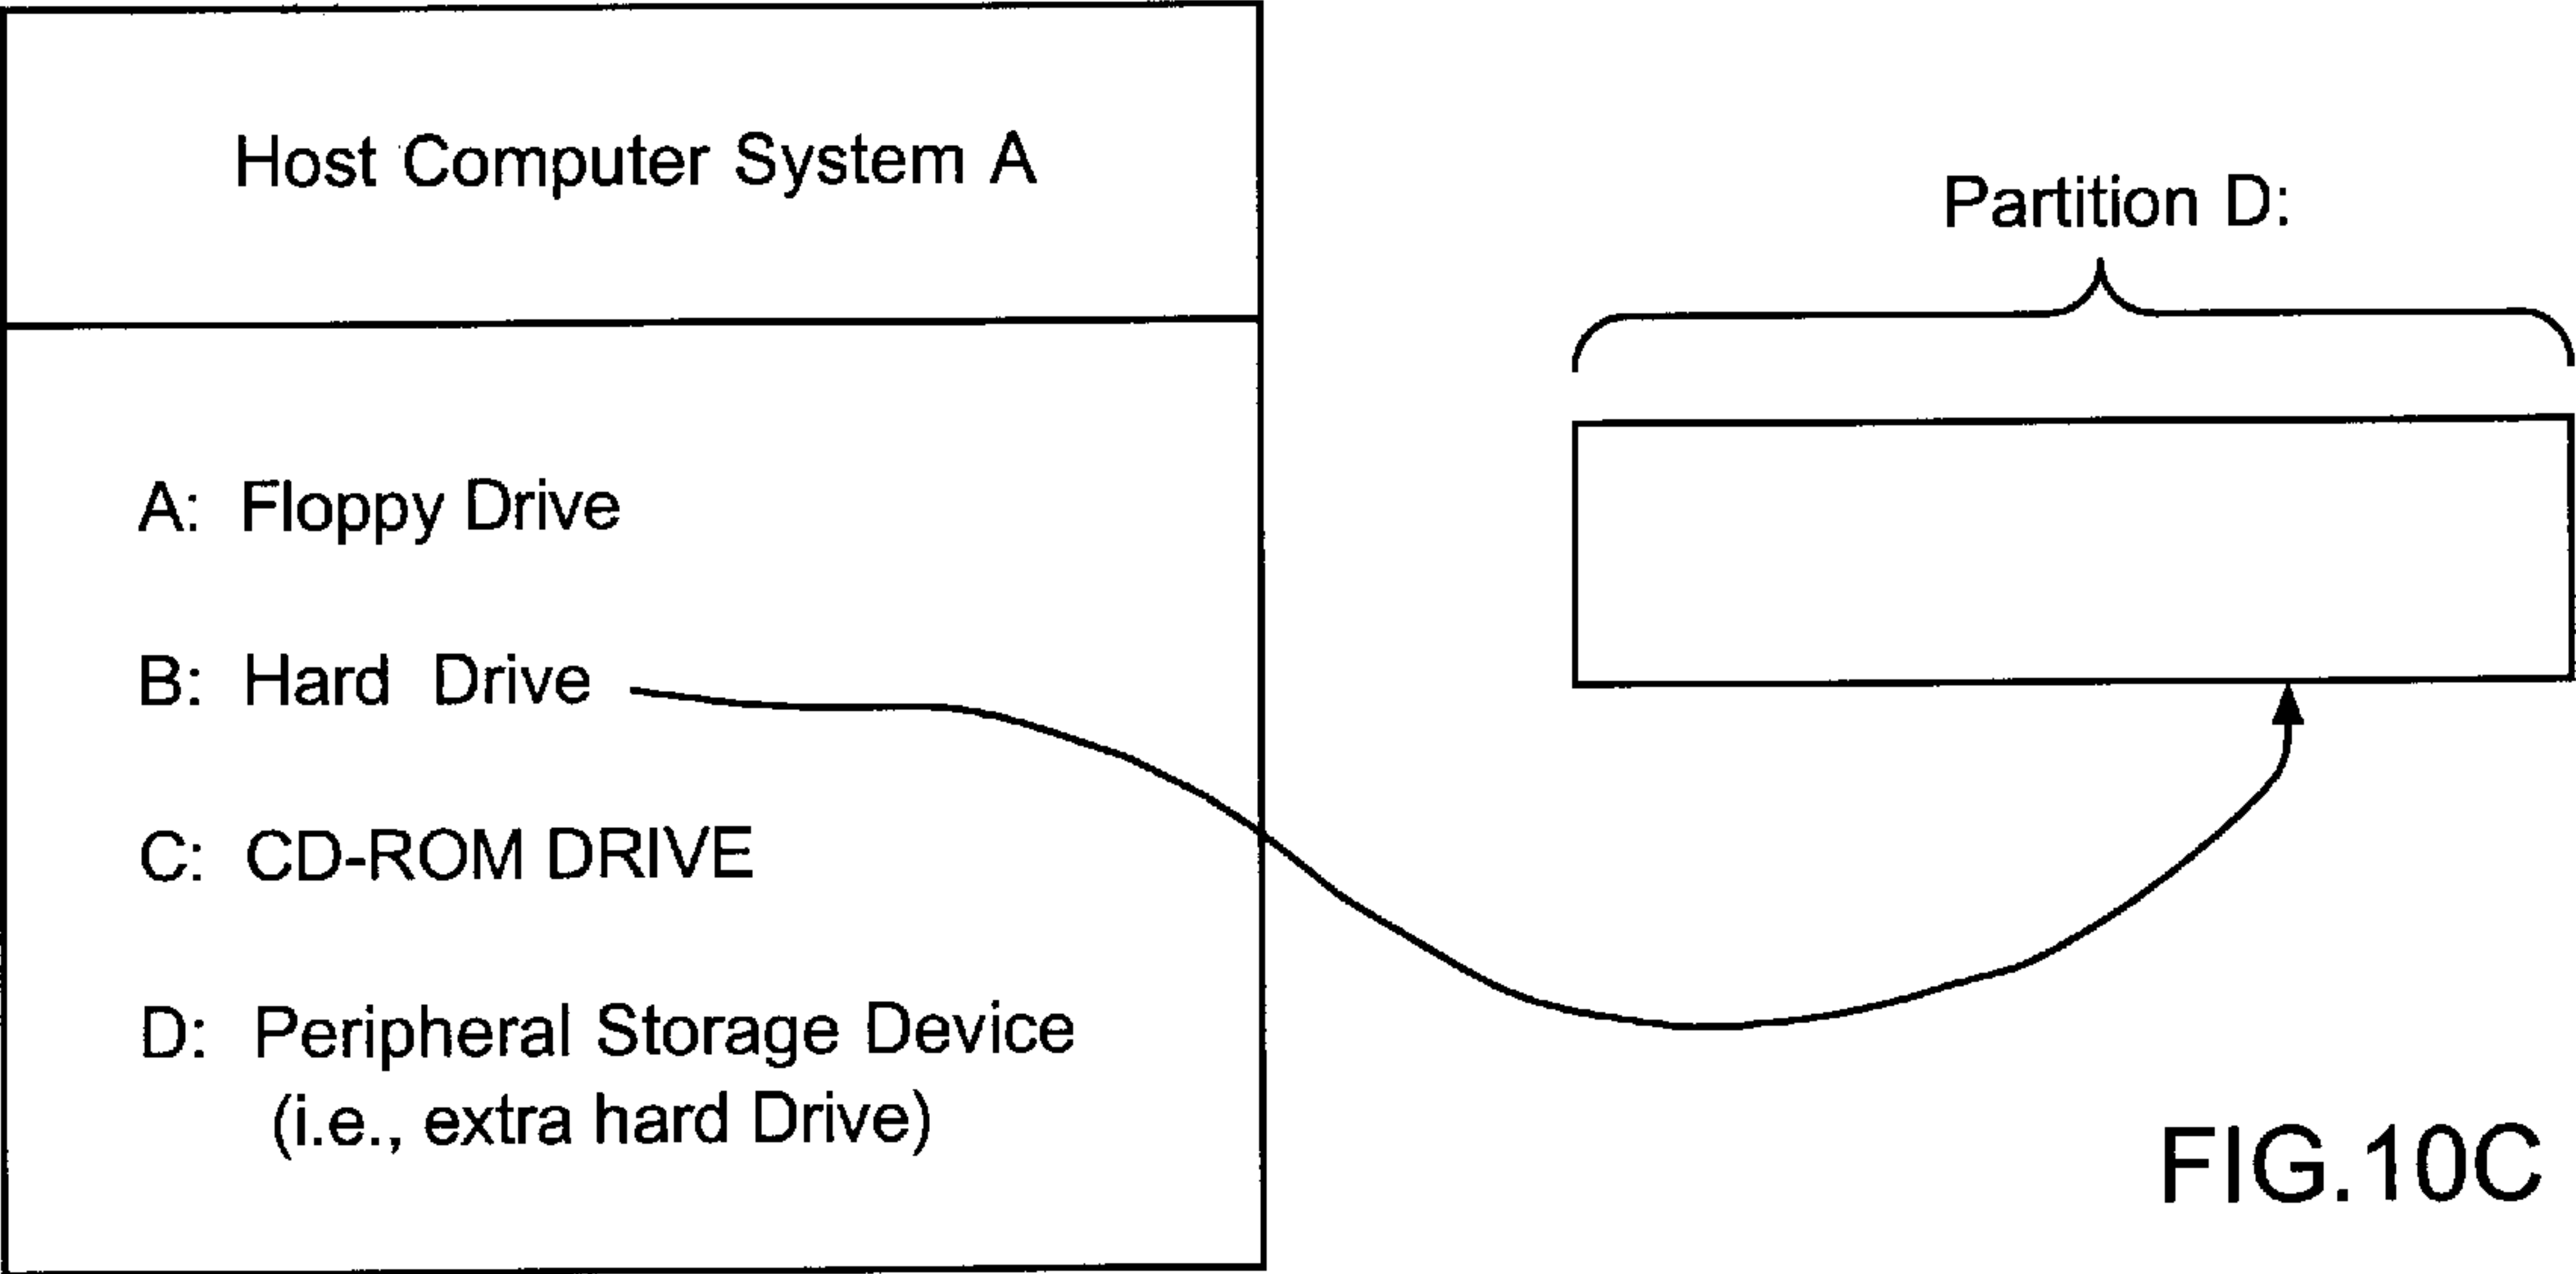 Host Computer System A
Partition D:
A: Floppy Drive
B: Hard Drive
C: CD-ROM DRIVE
D: Peripheral Storage Device
(i.e., extra hard Drive)
FIG.10C